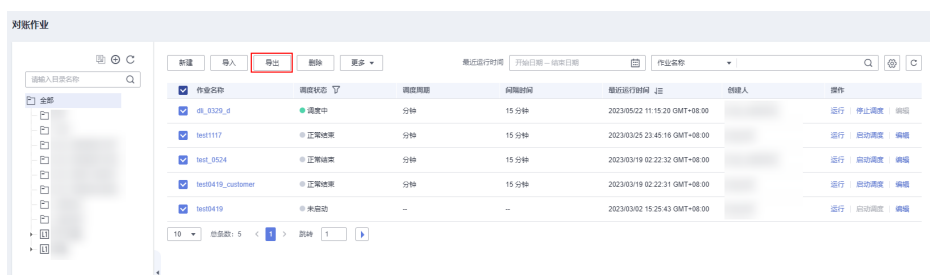 对账作业
新建 导入 导出 删除 更多 最近运行时间 开始日期 – 结束日期 作业名称
请输入目录名称
全部
作业名称 调度状态 调度周期 间隔时间 最近运行时间 创建人 操作
dli_0329_d 调度中 分钟 15 分钟 2023/05/22 11:15:20 GMT+08:00 运行 停止调度 编辑
test1117 正常结束 分钟 15 分钟 2023/03/25 23:45:16 GMT+08:00 运行 启动调度 编辑
test_0524 正常结束 分钟 15 分钟 2023/03/19 02:22:32 GMT+08:00 运行 启动调度 编辑
test0419_customer 正常结束 分钟 15 分钟 2023/03/19 02:22:31 GMT+08:00 运行 启动调度 编辑
test0419 未启动 -- -- 2023/03/02 15:25:43 GMT+08:00 运行 启动调度 编辑
10 总条数: 5 < 1 > 跳转 1
L1
L1